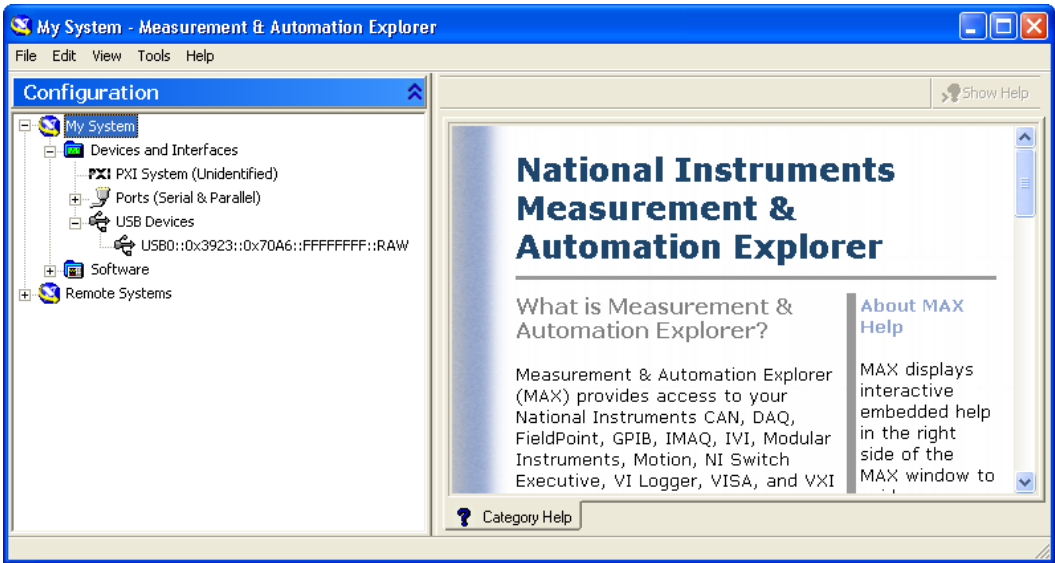 My System - Measurement & Automation Explorer
File Edit View Tools Help
Configuration
Show Help
My System
Devices and Interfaces
PXI PXI System (Unidentified)
Ports (Serial & Parallel)
USB Devices
USB0::0x3923::0x70A6::FFFFFFFF::RAW
Software
Remote Systems
National Instruments
Measurement &
Automation Explorer
What is Measurement &
Automation Explorer?
Measurement & Automation Explorer
(MAX) provides access to your
National Instruments CAN, DAQ,
FieldPoint, GPIB, IMAQ, IVI, Modular
Instruments, Motion, NI Switch
Executive, VI Logger, VISA, and VXI
About MAX
Help
MAX displays
interactive
embedded help
in the right
side of the
MAX window to
Category Help